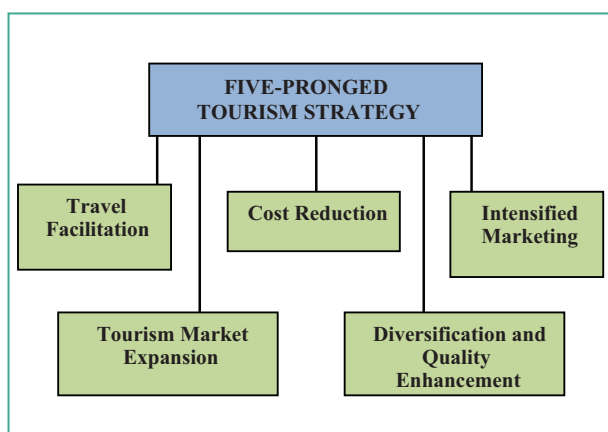 FIVE-PRONGED
TOURISM STRATEGY
Travel
Facilitation
Cost Reduction
Intensified
Marketing
Tourism Market
Expansion
Diversification and
Quality
Enhancement